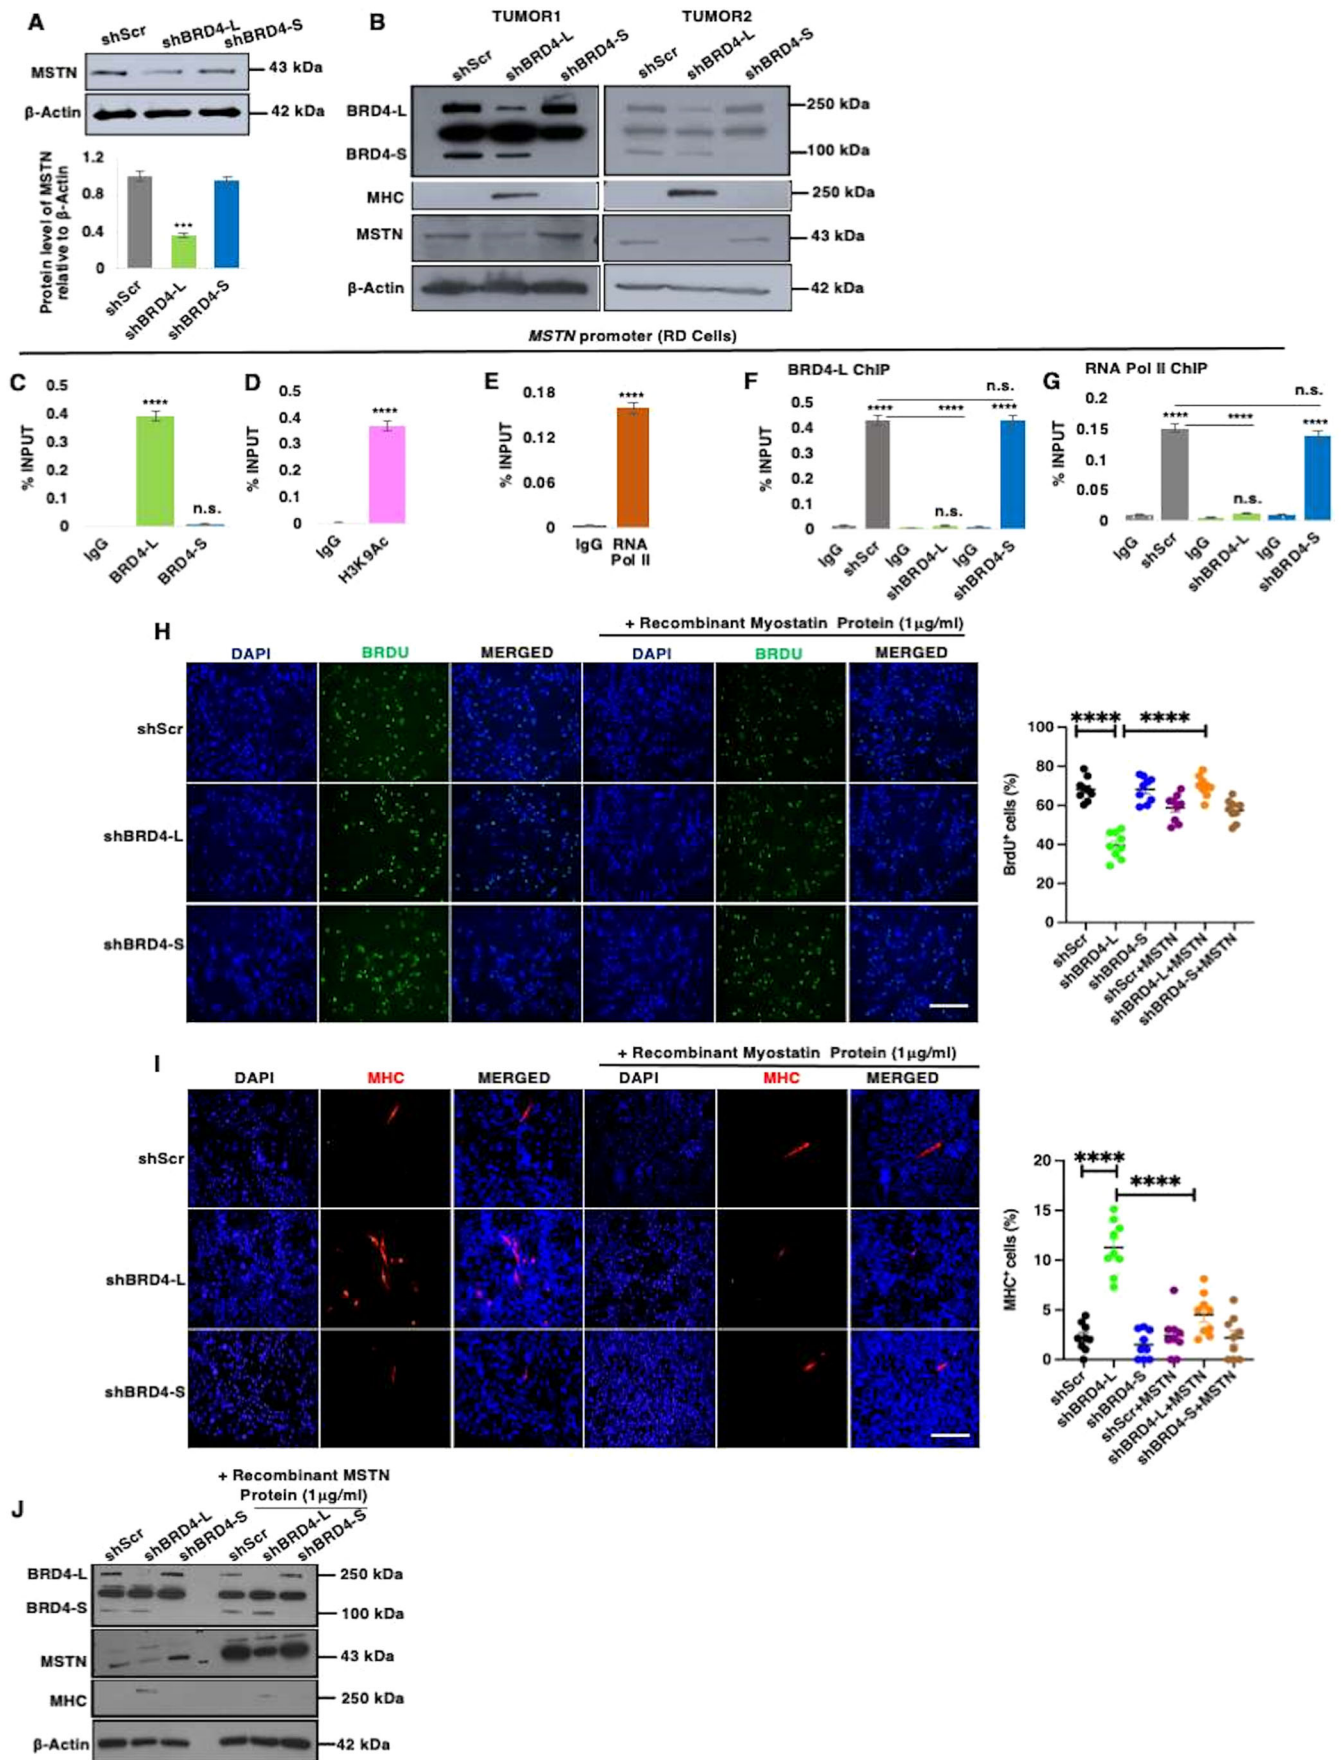 A
shScr shBRD4-L shBRD4-S
MSTN
43 kDa
β-Actin
42 kDa
Protein level of MSTN
relative to β-Actin
1.2
0.8
0.4
0
***
shScr
shBRD4-L
shBRD4-S
B
TUMOR1 TUMOR2
shScr shBRD4-L shBRD4-S shScr shBRD4-L shBRD4-S
BRD4-L
250 kDa
BRD4-S
100 kDa
MHC
250 kDa
MSTN
43 kDa
β-Actin
42 kDa
MSTN promoter (RD Cells)
C
% INPUT
0.5
0.4
0.3
0.2
0.1
0
****
n.s.
IgG
BRD4-L
BRD4-S
D
% INPUT
0.5
0.4
0.3
0.2
0.1
0
****
IgG
H3K9Ac
E
% INPUT
0.18
0.12
0.06
0
****
IgG RNA
Pol II
F
BRD4-L ChIP
% INPUT
0.5
0.4
0.3
0.2
0.1
0
n.s.
**** **** ****
n.s.
IgG
shScr
IgG
shBRD4-L
IgG
shBRD4-S
G
RNA Pol II ChIP
% INPUT
0.2
0.15
0.1
0.05
0
n.s.
**** **** ****
n.s.
IgG
shScr
IgG
shBRD4-L
IgG
shBRD4-S
H
+ Recombinant Myostatin Protein (1µg/ml)
DAPI BRDU MERGED DAPI BRDU MERGED
shScr
shBRD4-L
shBRD4-S
BrdU+ cells (%)
100
80
60
40
20
0
**** ****
shScr
shBRD4-L
shBRD4-S
shScr+MSTN
shBRD4-L+MSTN
shBRD4-S+MSTN
I
+ Recombinant Myostatin Protein (1µg/ml)
DAPI MHC MERGED DAPI MHC MERGED
shScr
shBRD4-L
shBRD4-S
MHC+ cells (%)
20
15
10
5
0
****
****
shScr
shBRD4-L
shBRD4-S
shScr+MSTN
shBRD4-L+MSTN
shBRD4-S+MSTN
J
+ Recombinant MSTN
Protein (1µg/ml)
shScr shBRD4-L shBRD4-S shScr shBRD4-L shBRD4-S
BRD4-L
250 kDa
BRD4-S
100 kDa
MSTN
43 kDa
MHC
250 kDa
β-Actin
42 kDa